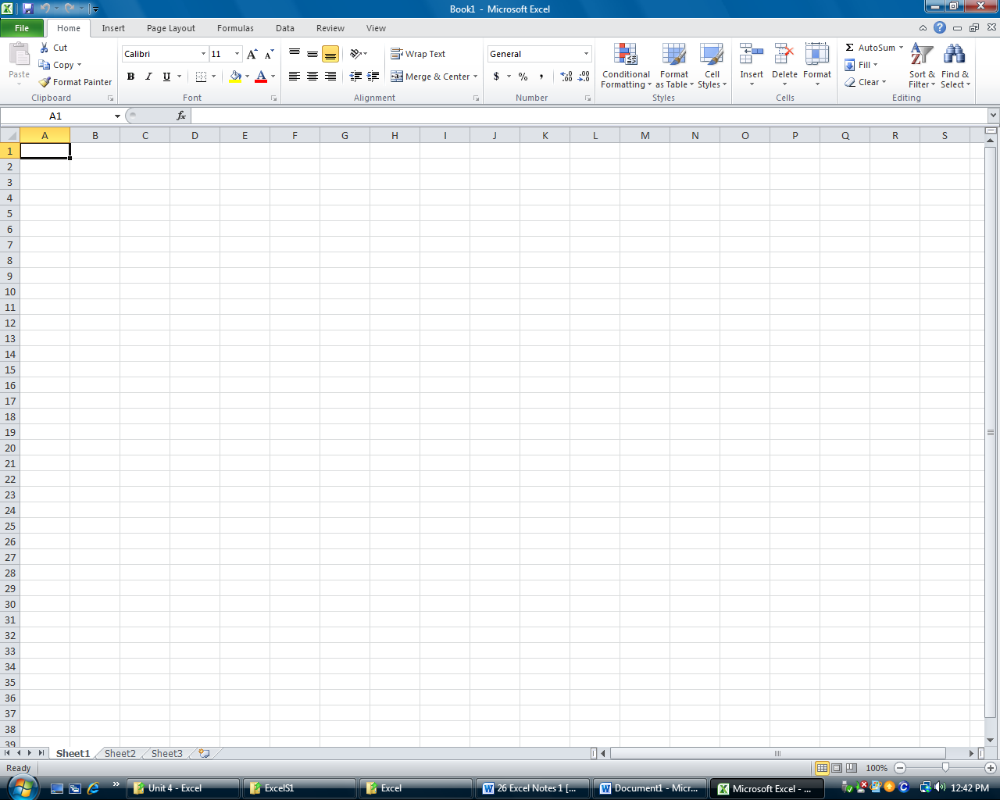 Book1 - Microsoft Excel
File Home Insert Page Layout Formulas Data Review View
Paste
Cut
Copy
Format Painter
Clipboard
Calibri 11
B I U
Font
Wrap Text
Merge & Center
Alignment
General
$ % , .00 .00
Number
Conditional Formatting
Format as Table
Cell Styles
Styles
Insert Delete Format
Cells
Σ AutoSum
Fill
Clear
Sort & Filter
Find & Select
Editing
A1 fx
A B C D E F G H I J K L M N O P Q R S
1
2
3
4
5
6
7
8
9
10
11
12
13
14
15
16
17
18
19
20
21
22
23
24
25
26
27
28
29
30
31
32
33
34
35
36
37
38
39
Sheet1 Sheet2 Sheet3
Ready 100%
Unit 4 - Excel ExcelS1 Excel 26 Excel Notes 1 [... Document1 - Micr... Microsoft Excel - ... 12:42 PM